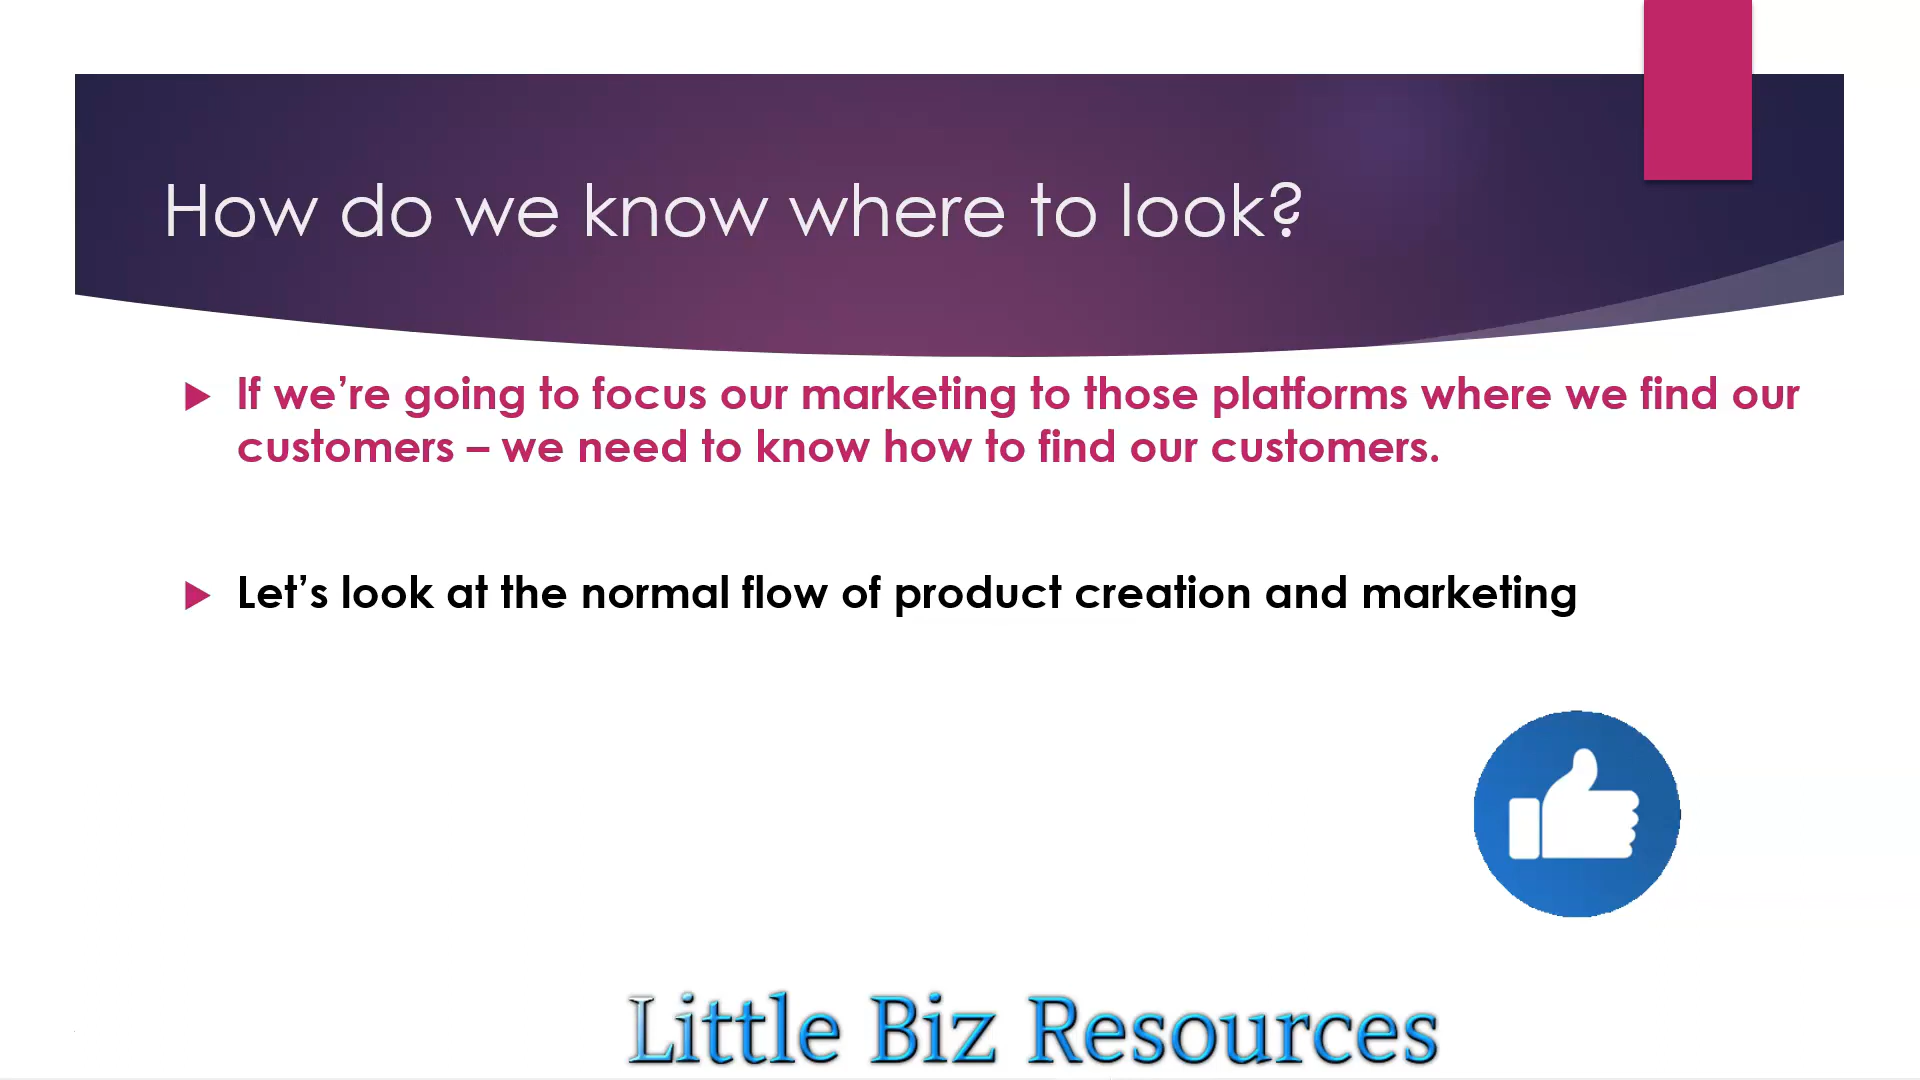 How do we know where to look?
If we’re going to focus our marketing to those platforms where we find our
customers – we need to know how to find our customers.
Let’s look at the normal flow of product creation and marketing
Little Biz Resources